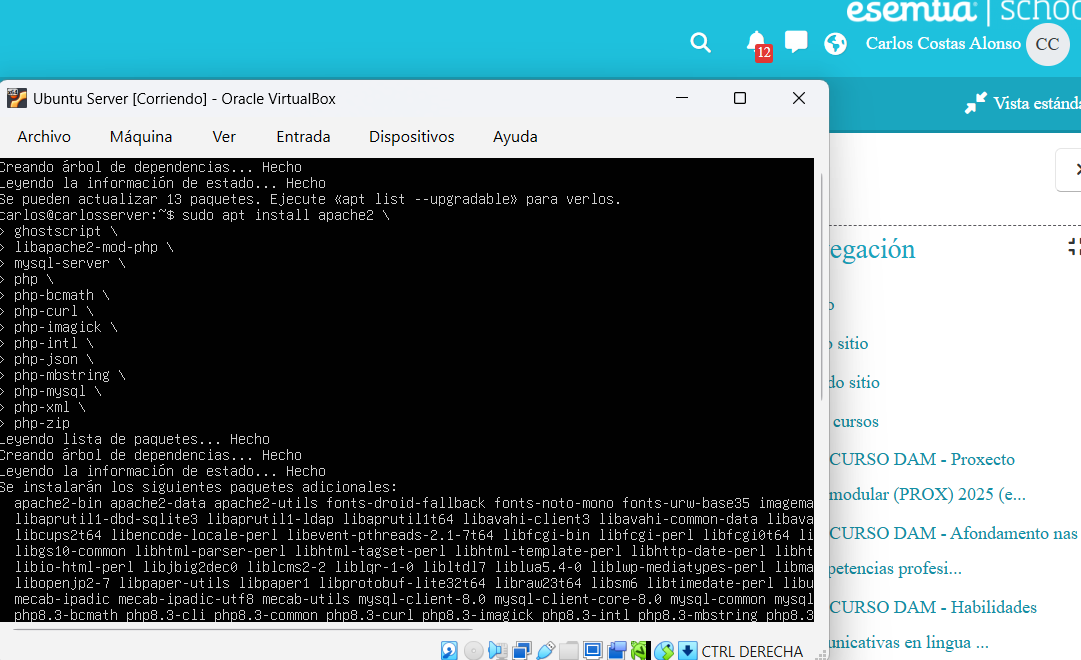 esemtia | schoo
12
Carlos Costas Alonso CC
Ubuntu Server [Corriendo] - Oracle VirtualBox
Vista estánda
Archivo Máquina Ver Entrada Dispositivos Ayuda
Creando árbol de dependencias... Hecho
Leyendo la información de estado... Hecho
Se pueden actualizar 13 paquetes. Ejecute «apt list --upgradable» para verlos.
carlos@carlosserver:~$ sudo apt install apache2 \
> ghostscript \
> libapache2-mod-php \
> mysql-server \
> php \
> php-bcmath \
> php-curl \
> php-imagick \
> php-intl \
> php-json \
> php-mbstring \
> php-mysql \
> php-xml \
> php-zip
Leyendo lista de paquetes... Hecho
Creando árbol de dependencias... Hecho
Leyendo la información de estado... Hecho
Se instalarán los siguientes paquetes adicionales:
apache2-bin apache2-data apache2-utils fonts-droid-fallback fonts-noto-mono fonts-urw-base35 imagema
libaprutil1-dbd-sqlite3 libaprutil1-ldap libaprutil1t64 libavahi-client3 libavahi-common-data libava
libcups2t64 libencode-locale-perl libevent-pthreads-2.1-7t64 libfcgi-bin libfcgi-perl libfcgi0t64 li
libgs10-common libhtml-parser-perl libhtml-tagset-perl libhtml-template-perl libhttp-date-perl libht
libio-html-perl libjbig2dec0 liblcms2-2 liblqr-1-0 libltdl7 liblua5.4-0 liblwp-mediatypes-perl libma
libopenjp2-7 libpaper-utils libpaper1 libprotobuf-lite32t64 libraw23t64 libsm6 libtimedate-perl libu
mecab-ipadic mecab-ipadic-utf8 mecab-utils mysql-client-8.0 mysql-client-core-8.0 mysql-common mysql
php8.3-bcmath php8.3-cli php8.3-common php8.3-curl php8.3-imagick php8.3-intl php8.3-mbstring php8.3
CTRL DERECHA
egación
o
o sitio
do sitio
cursos
CURSO DAM - Proxecto
modular (PROX) 2025 (e...
CURSO DAM - Afondamento nas
petencias profesi...
CURSO DAM - Habilidades
unicativas en lingua ...